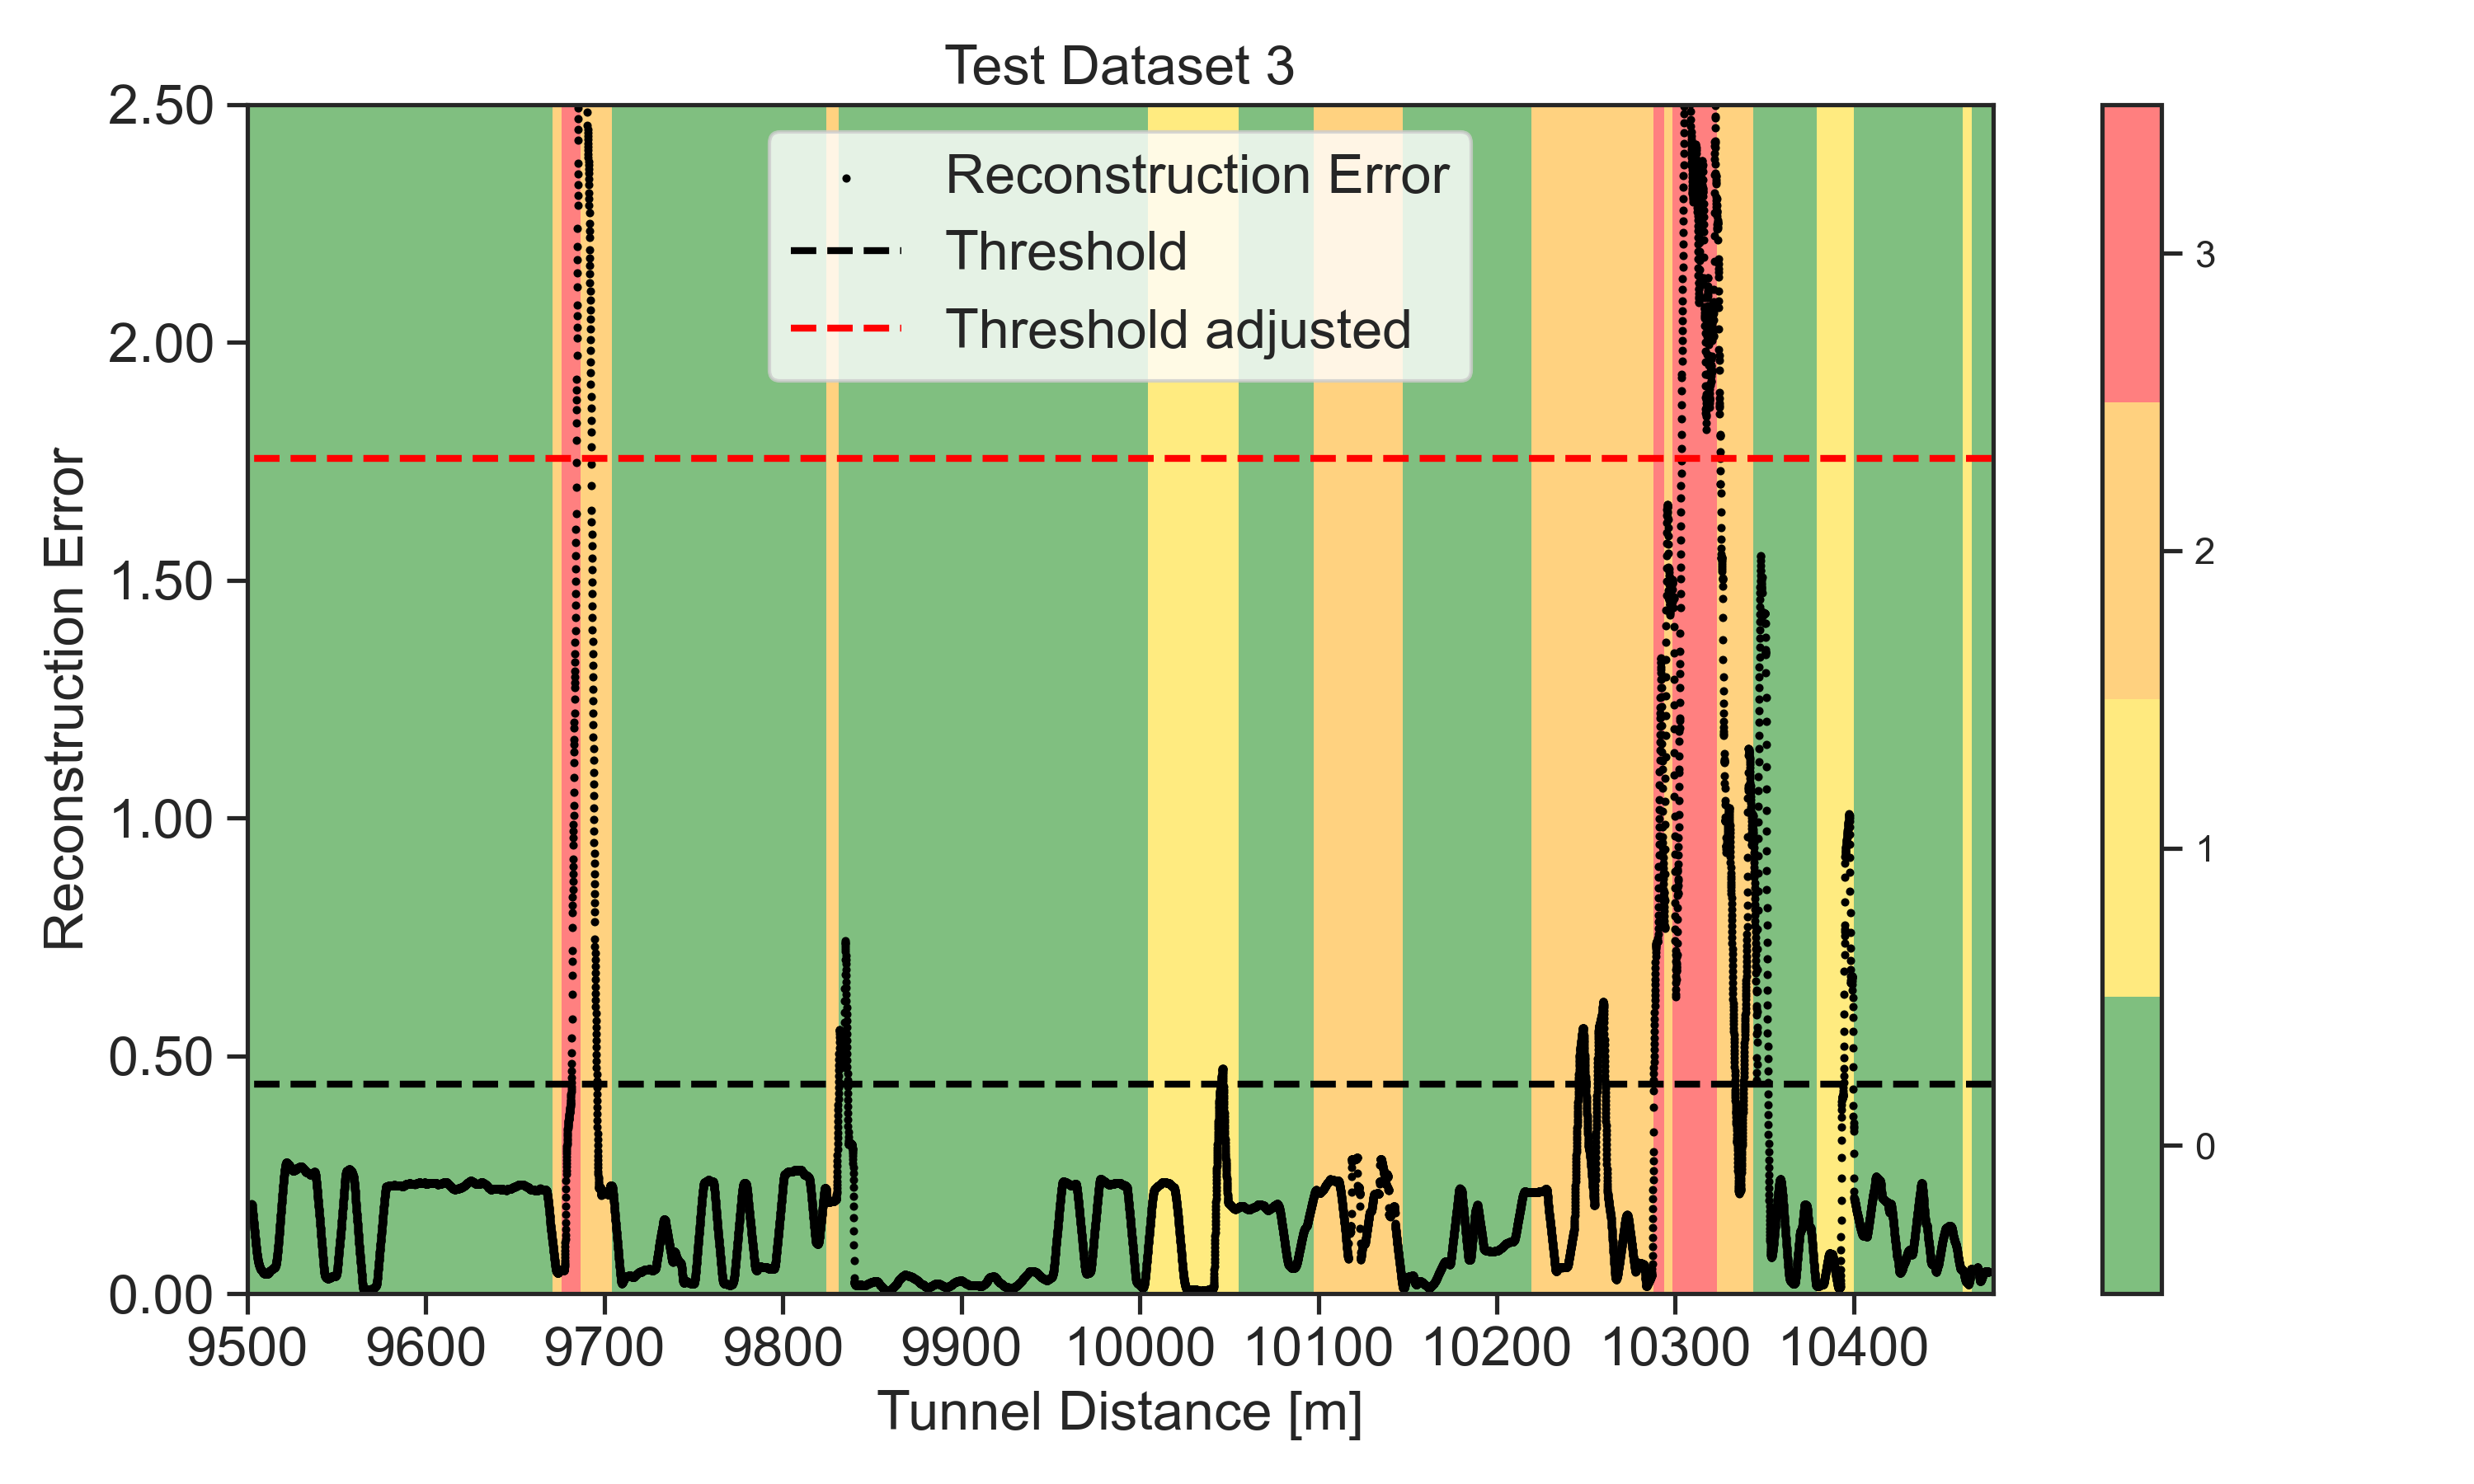 Test Dataset 3
2.50
2.00
1.50
1.00
0.50
0.00
Reconstruction Error
Reconstruction Error
Threshold
Threshold adjusted
9500 9600 9700 9800 9900 10000 10100 10200 10300 10400
Tunnel Distance [m]
3
2
1
0